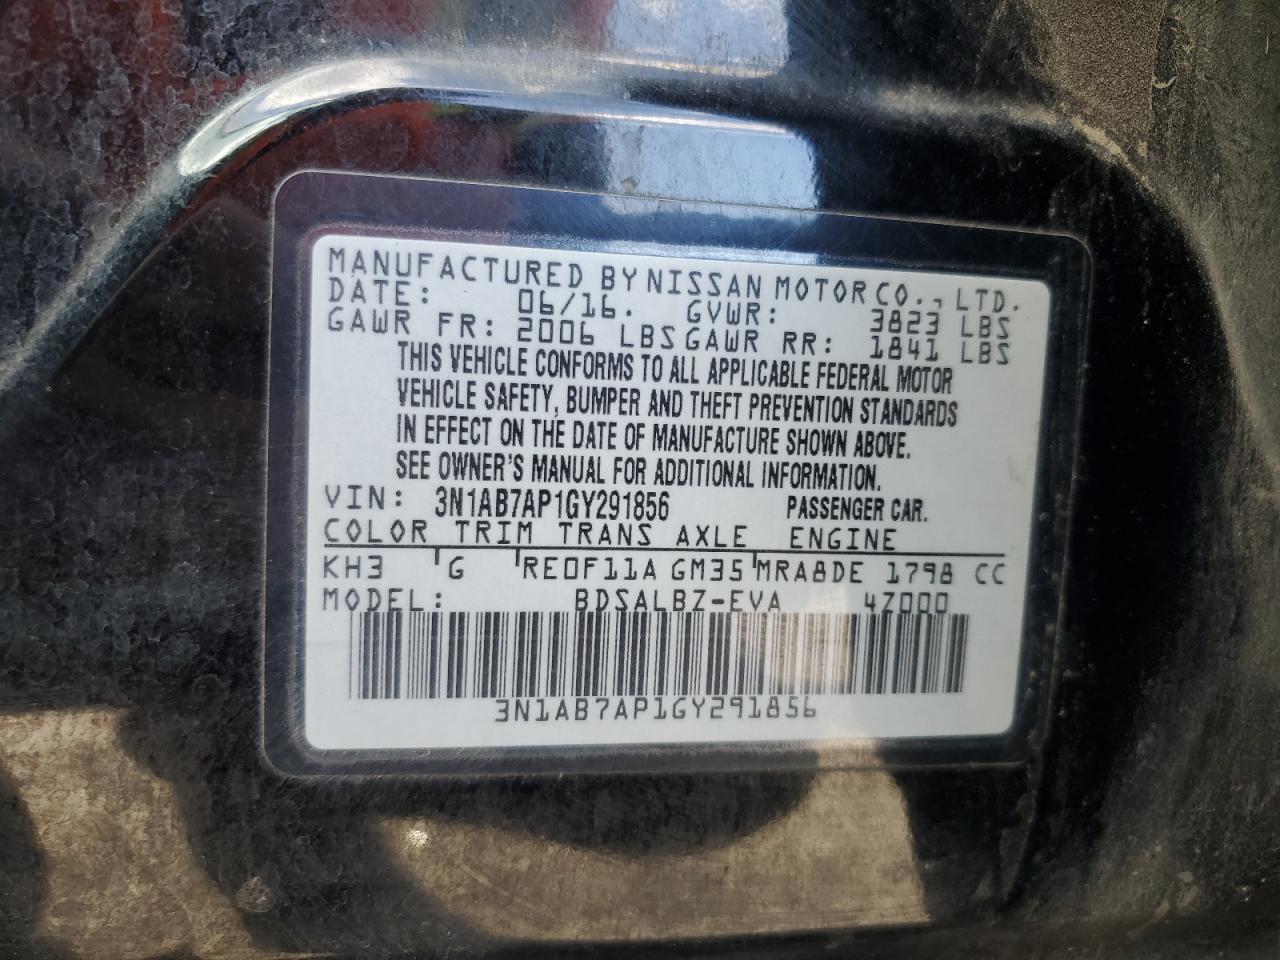 MANUFACTURED BY NISSAN MOTOR CO., LTD.
DATE: 06/16. GVWR: 3823 LBS
GAWR FR: 2006 LBS GAWR RR: 1841 LBS
THIS VEHICLE CONFORMS TO ALL APPLICABLE FEDERAL MOTOR
VEHICLE SAFETY, BUMPER AND THEFT PREVENTION STANDARDS
IN EFFECT ON THE DATE OF MANUFACTURE SHOWN ABOVE.
SEE OWNER'S MANUAL FOR ADDITIONAL INFORMATION.
VIN: 3N1AB7AP1GY291856 PASSENGER CAR.
COLOR TRIM TRANS AXLE ENGINE
KH3 G RE0F11A GM35 MRA8DE 1798 CC
MODEL: BDSALBZ-EVA 4Z000
3N1AB7AP1GY291856